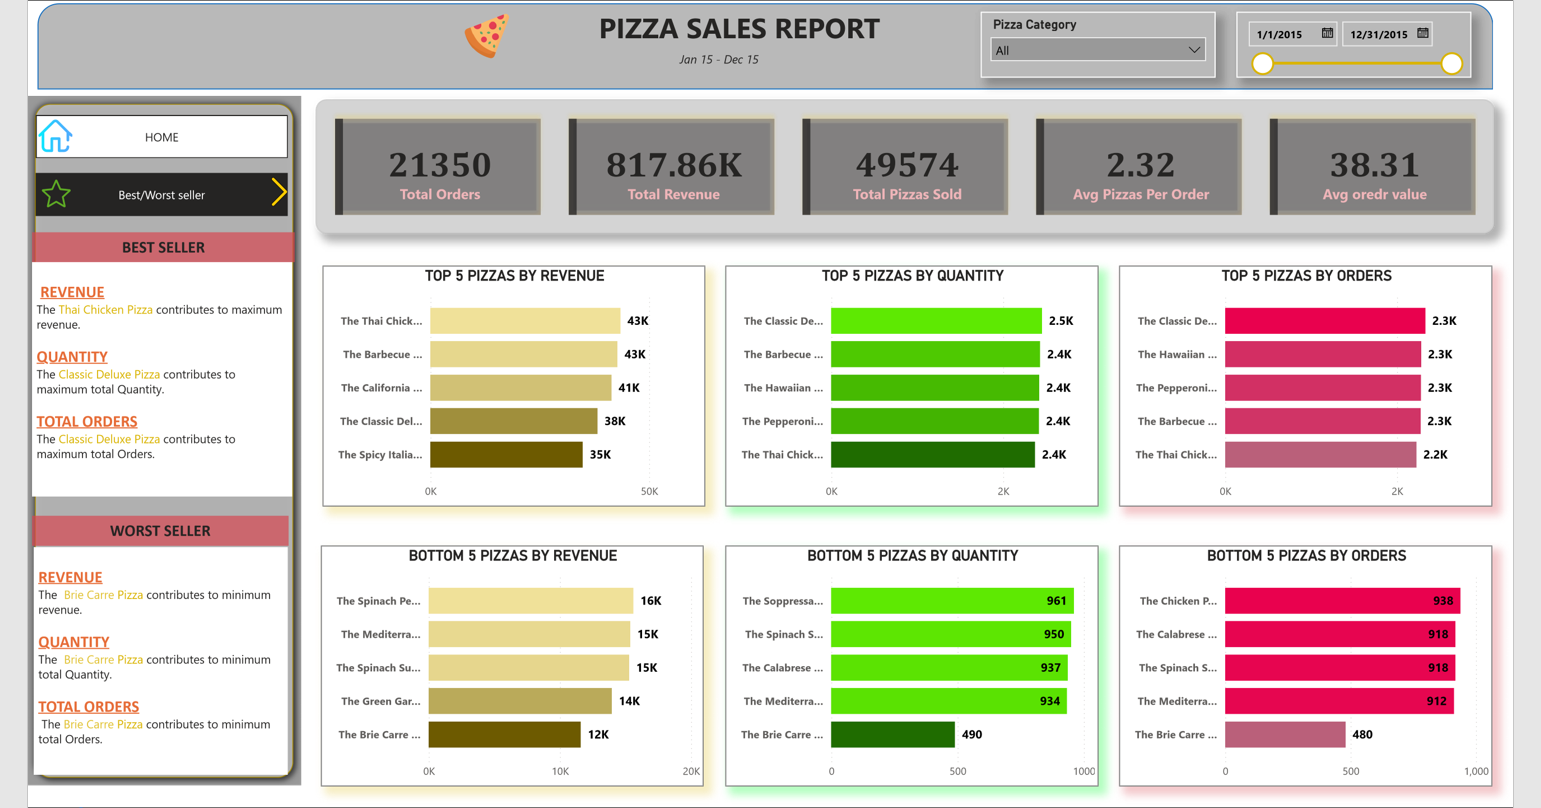 PIZZA SALES REPORT
Jan 15 - Dec 15
Pizza Category
All
1/1/2015
12/31/2015
HOME
Best/Worst seller
BEST SELLER
REVENUE
The Thai Chicken Pizza contributes to maximum
revenue.
QUANTITY
The Classic Deluxe Pizza contributes to
maximum total Quantity.
TOTAL ORDERS
The Classic Deluxe Pizza contributes to
maximum total Orders.
WORST SELLER
REVENUE
The Brie Carre Pizza contributes to minimum
revenue.
QUANTITY
The Brie Carre Pizza contributes to minimum
total Quantity.
TOTAL ORDERS
The Brie Carre Pizza contributes to minimum
total Orders.
21350
Total Orders
817.86K
Total Revenue
49574
Total Pizzas Sold
2.32
Avg Pizzas Per Order
38.31
Avg oredr value
TOP 5 PIZZAS BY REVENUE
The Thai Chick... 43K
The Barbecue ... 43K
The California ... 41K
The Classic Del... 38K
The Spicy Italia... 35K
0K 50K
TOP 5 PIZZAS BY QUANTITY
The Classic De... 2.5K
The Barbecue ... 2.4K
The Hawaiian ... 2.4K
The Pepperoni... 2.4K
The Thai Chick... 2.4K
0K 2K
TOP 5 PIZZAS BY ORDERS
The Classic De... 2.3K
The Hawaiian ... 2.3K
The Pepperoni... 2.3K
The Barbecue ... 2.3K
The Thai Chick... 2.2K
0K 2K
BOTTOM 5 PIZZAS BY REVENUE
The Spinach Pe... 16K
The Mediterra... 15K
The Spinach Su... 15K
The Green Gar... 14K
The Brie Carre ... 12K
0K 10K 20K
BOTTOM 5 PIZZAS BY QUANTITY
The Soppressa... 961
The Spinach S... 950
The Calabrese ... 937
The Mediterra... 934
The Brie Carre ... 490
0 500 1000
BOTTOM 5 PIZZAS BY ORDERS
The Chicken P... 938
The Calabrese ... 918
The Spinach S... 918
The Mediterra... 912
The Brie Carre ... 480
0 500 1,000